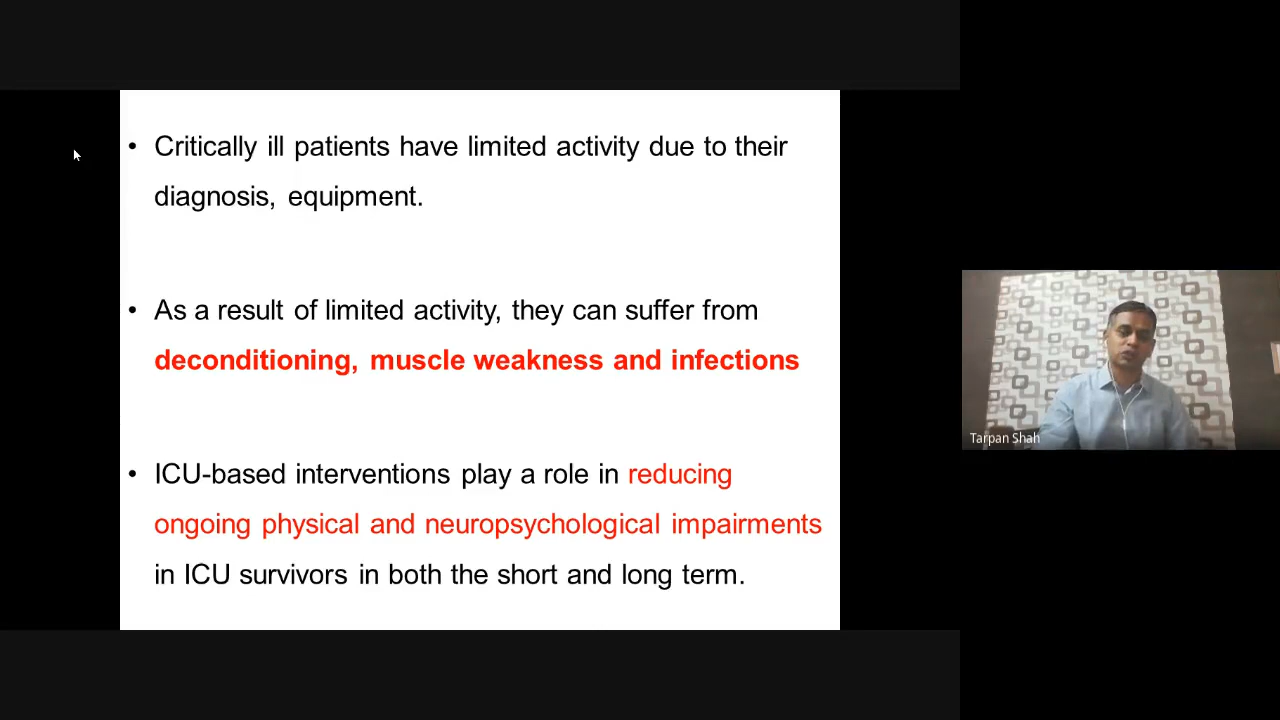 • Critically ill patients have limited activity due to their
diagnosis, equipment.
• As a result of limited activity, they can suffer from
deconditioning, muscle weakness and infections
• ICU-based interventions play a role in reducing
ongoing physical and neuropsychological impairments
in ICU survivors in both the short and long term.
Tarpan Shah